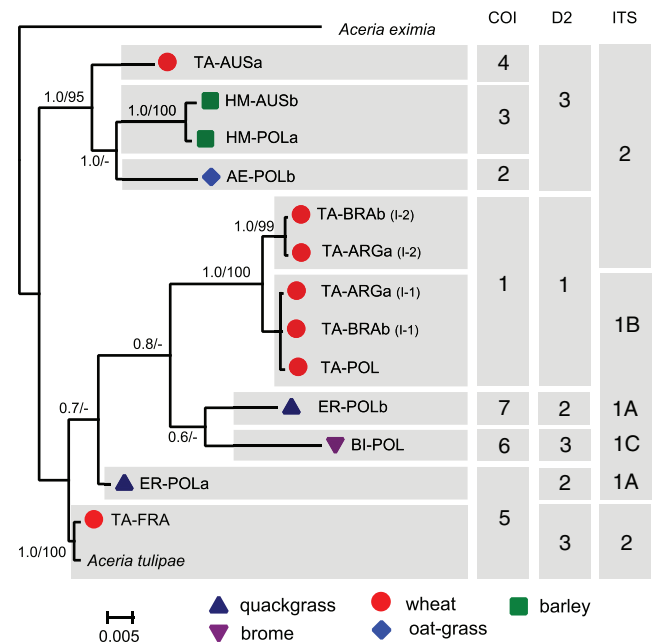 COI D2 ITS
Aceria eximia
TA-AUSa 4
1.0/95
3
1.0/100 HM-AUSb
3
HM-POLa
2
1.0/-
AE-POLb 2
TA-BRAb (I-2)
1.0/99
TA-ARGa (I-2)
1.0/100
1 1
TA-ARGa (I-1)
1B
TA-BRAb (I-1)
0.8/-
TA-POL
0.7/- ER-POLb 7 2 1A
0.6/- BI-POL 6 3 1C
ER-POLa 2 1A
5
TA-FRA
3 2
1.0/100 Aceria tulipae
quackgrass wheat barley
brome oat-grass
0.005